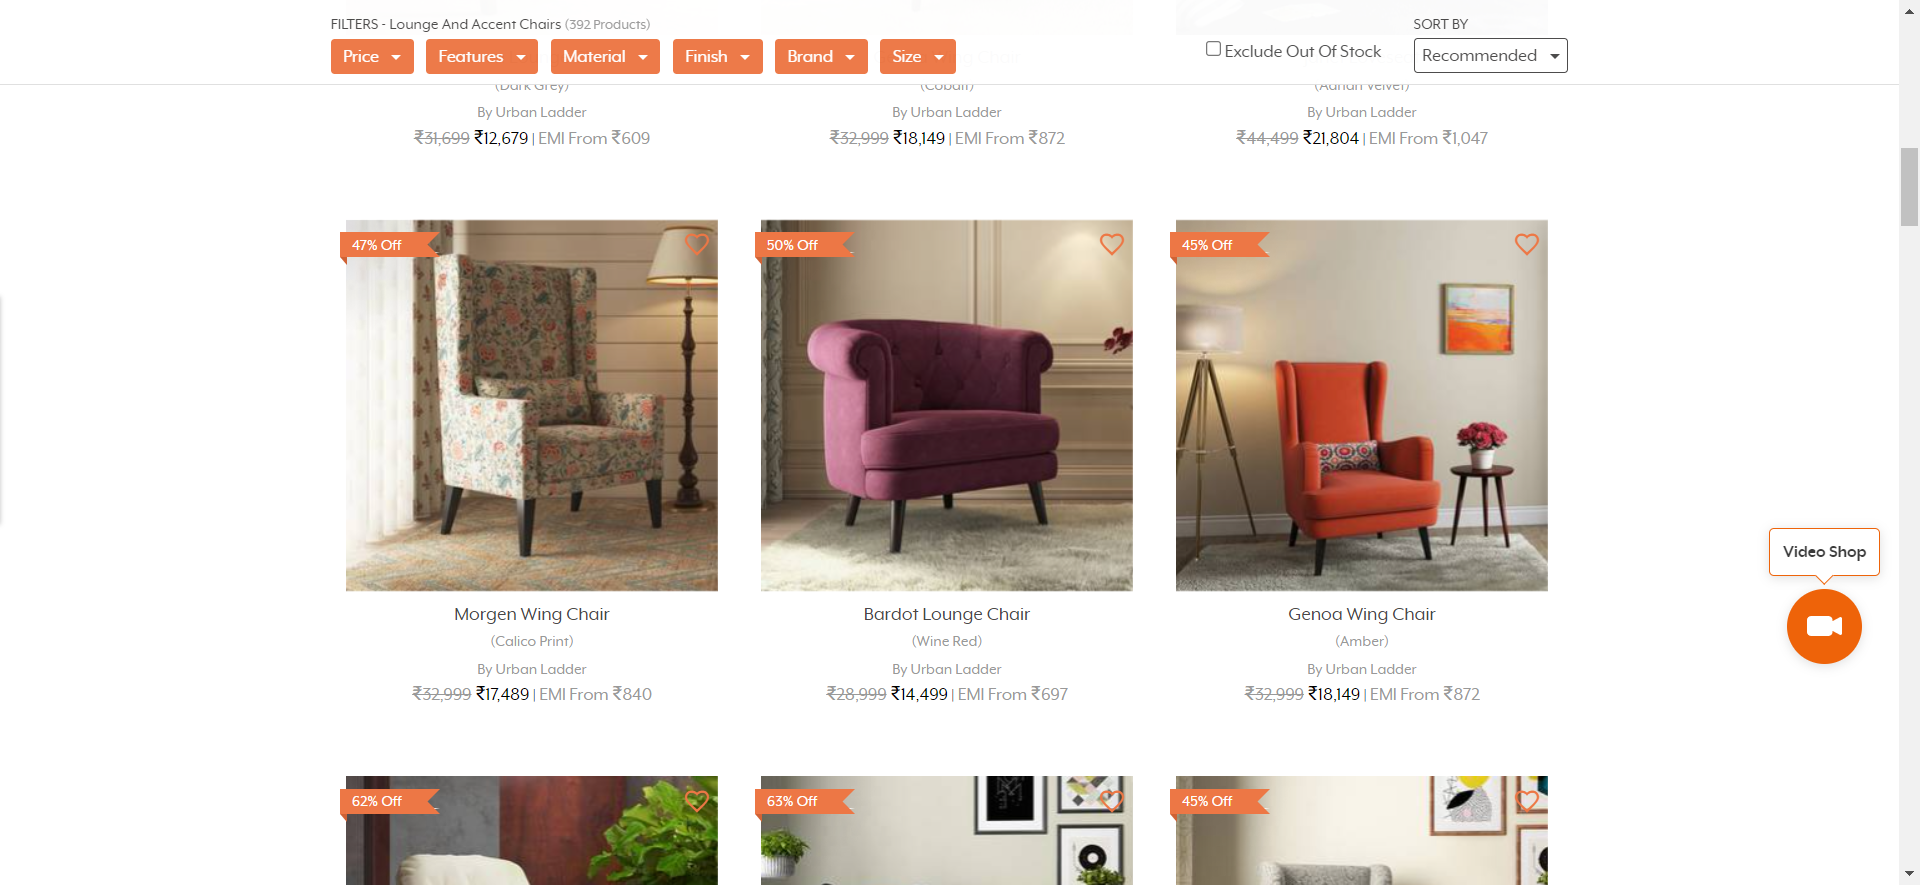 FILTERS - Lounge And Accent Chairs (392 Products)
SORT BY
Price
Features
Material
Finish
Brand
Size
Exclude Out Of Stock
Recommended
(Dark Grey)
(Cobalt)
(Adrian Velvet)
By Urban Ladder
By Urban Ladder
By Urban Ladder
₹31,699 ₹12,679 | EMI From ₹609
₹32,999 ₹18,149 | EMI From ₹872
₹44,499 ₹21,804 | EMI From ₹1,047
47% Off
50% Off
45% Off
Video Shop
Morgen Wing Chair
(Calico Print)
By Urban Ladder
₹32,999 ₹17,489 | EMI From ₹840
Bardot Lounge Chair
(Wine Red)
By Urban Ladder
₹28,999 ₹14,499 | EMI From ₹697
Genoa Wing Chair
(Amber)
By Urban Ladder
₹32,999 ₹18,149 | EMI From ₹872
62% Off
63% Off
45% Off